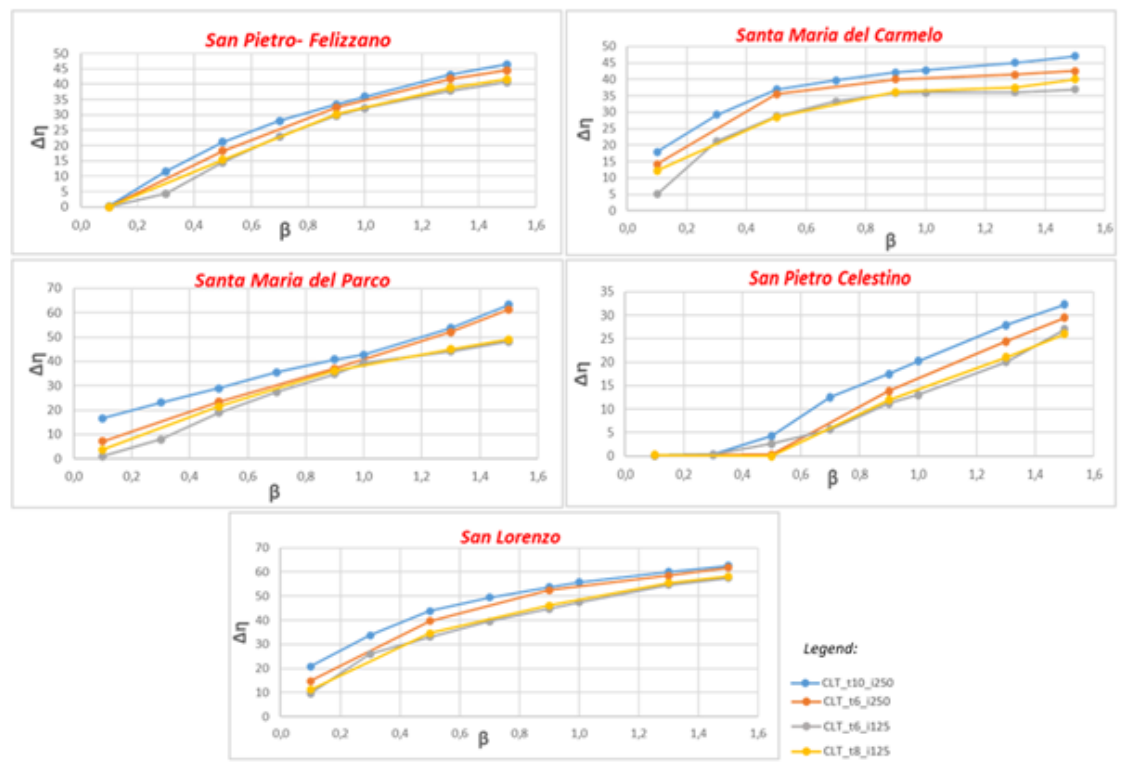 San Pietro- Felizzano
50
45
40
35
30
25
20
15
10
5
0
Δη
0,0 0,2 0,4 0,6 0,8 1,0 1,2 1,4 1,6
β
Santa Maria del Carmelo
50
45
40
35
30
25
20
15
10
5
0
Δη
0,0 0,2 0,4 0,6 0,8 1,0 1,2 1,4 1,6
β
Santa Maria del Parco
70
60
50
40
30
20
10
0
Δη
0,0 0,2 0,4 0,6 0,8 1,0 1,2 1,4 1,6
β
San Pietro Celestino
35
30
25
20
15
10
5
0
Δη
0,0 0,2 0,4 0,6 0,8 1,0 1,2 1,4 1,6
β
San Lorenzo
70
60
50
40
30
20
10
0
Δη
0,0 0,2 0,4 0,6 0,8 1,0 1,2 1,4 1,6
β
Legend:
CLT_t10_i250
CLT_t6_i250
CLT_t6_i125
CLT_t8_i125